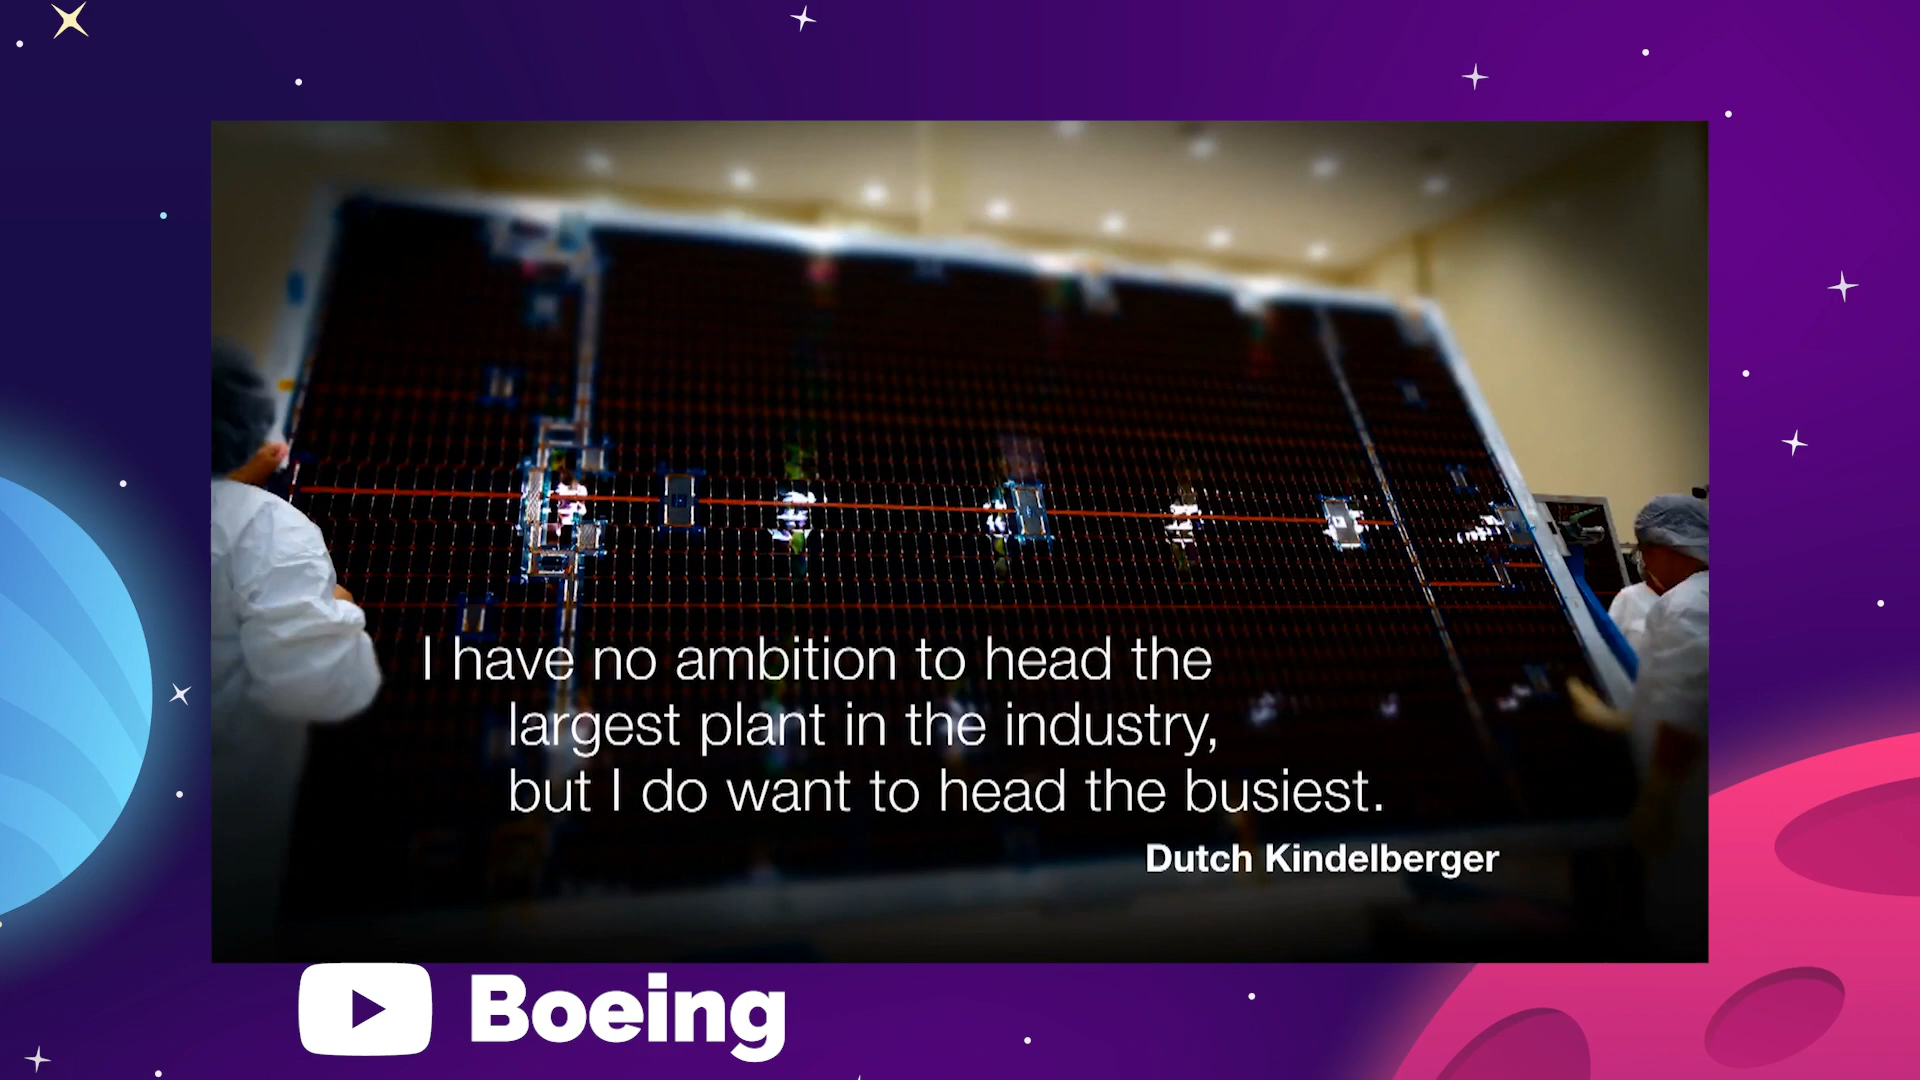 I have no ambition to head the
largest plant in the industry,
but I do want to head the busiest.
Dutch Kindelberger
Boeing